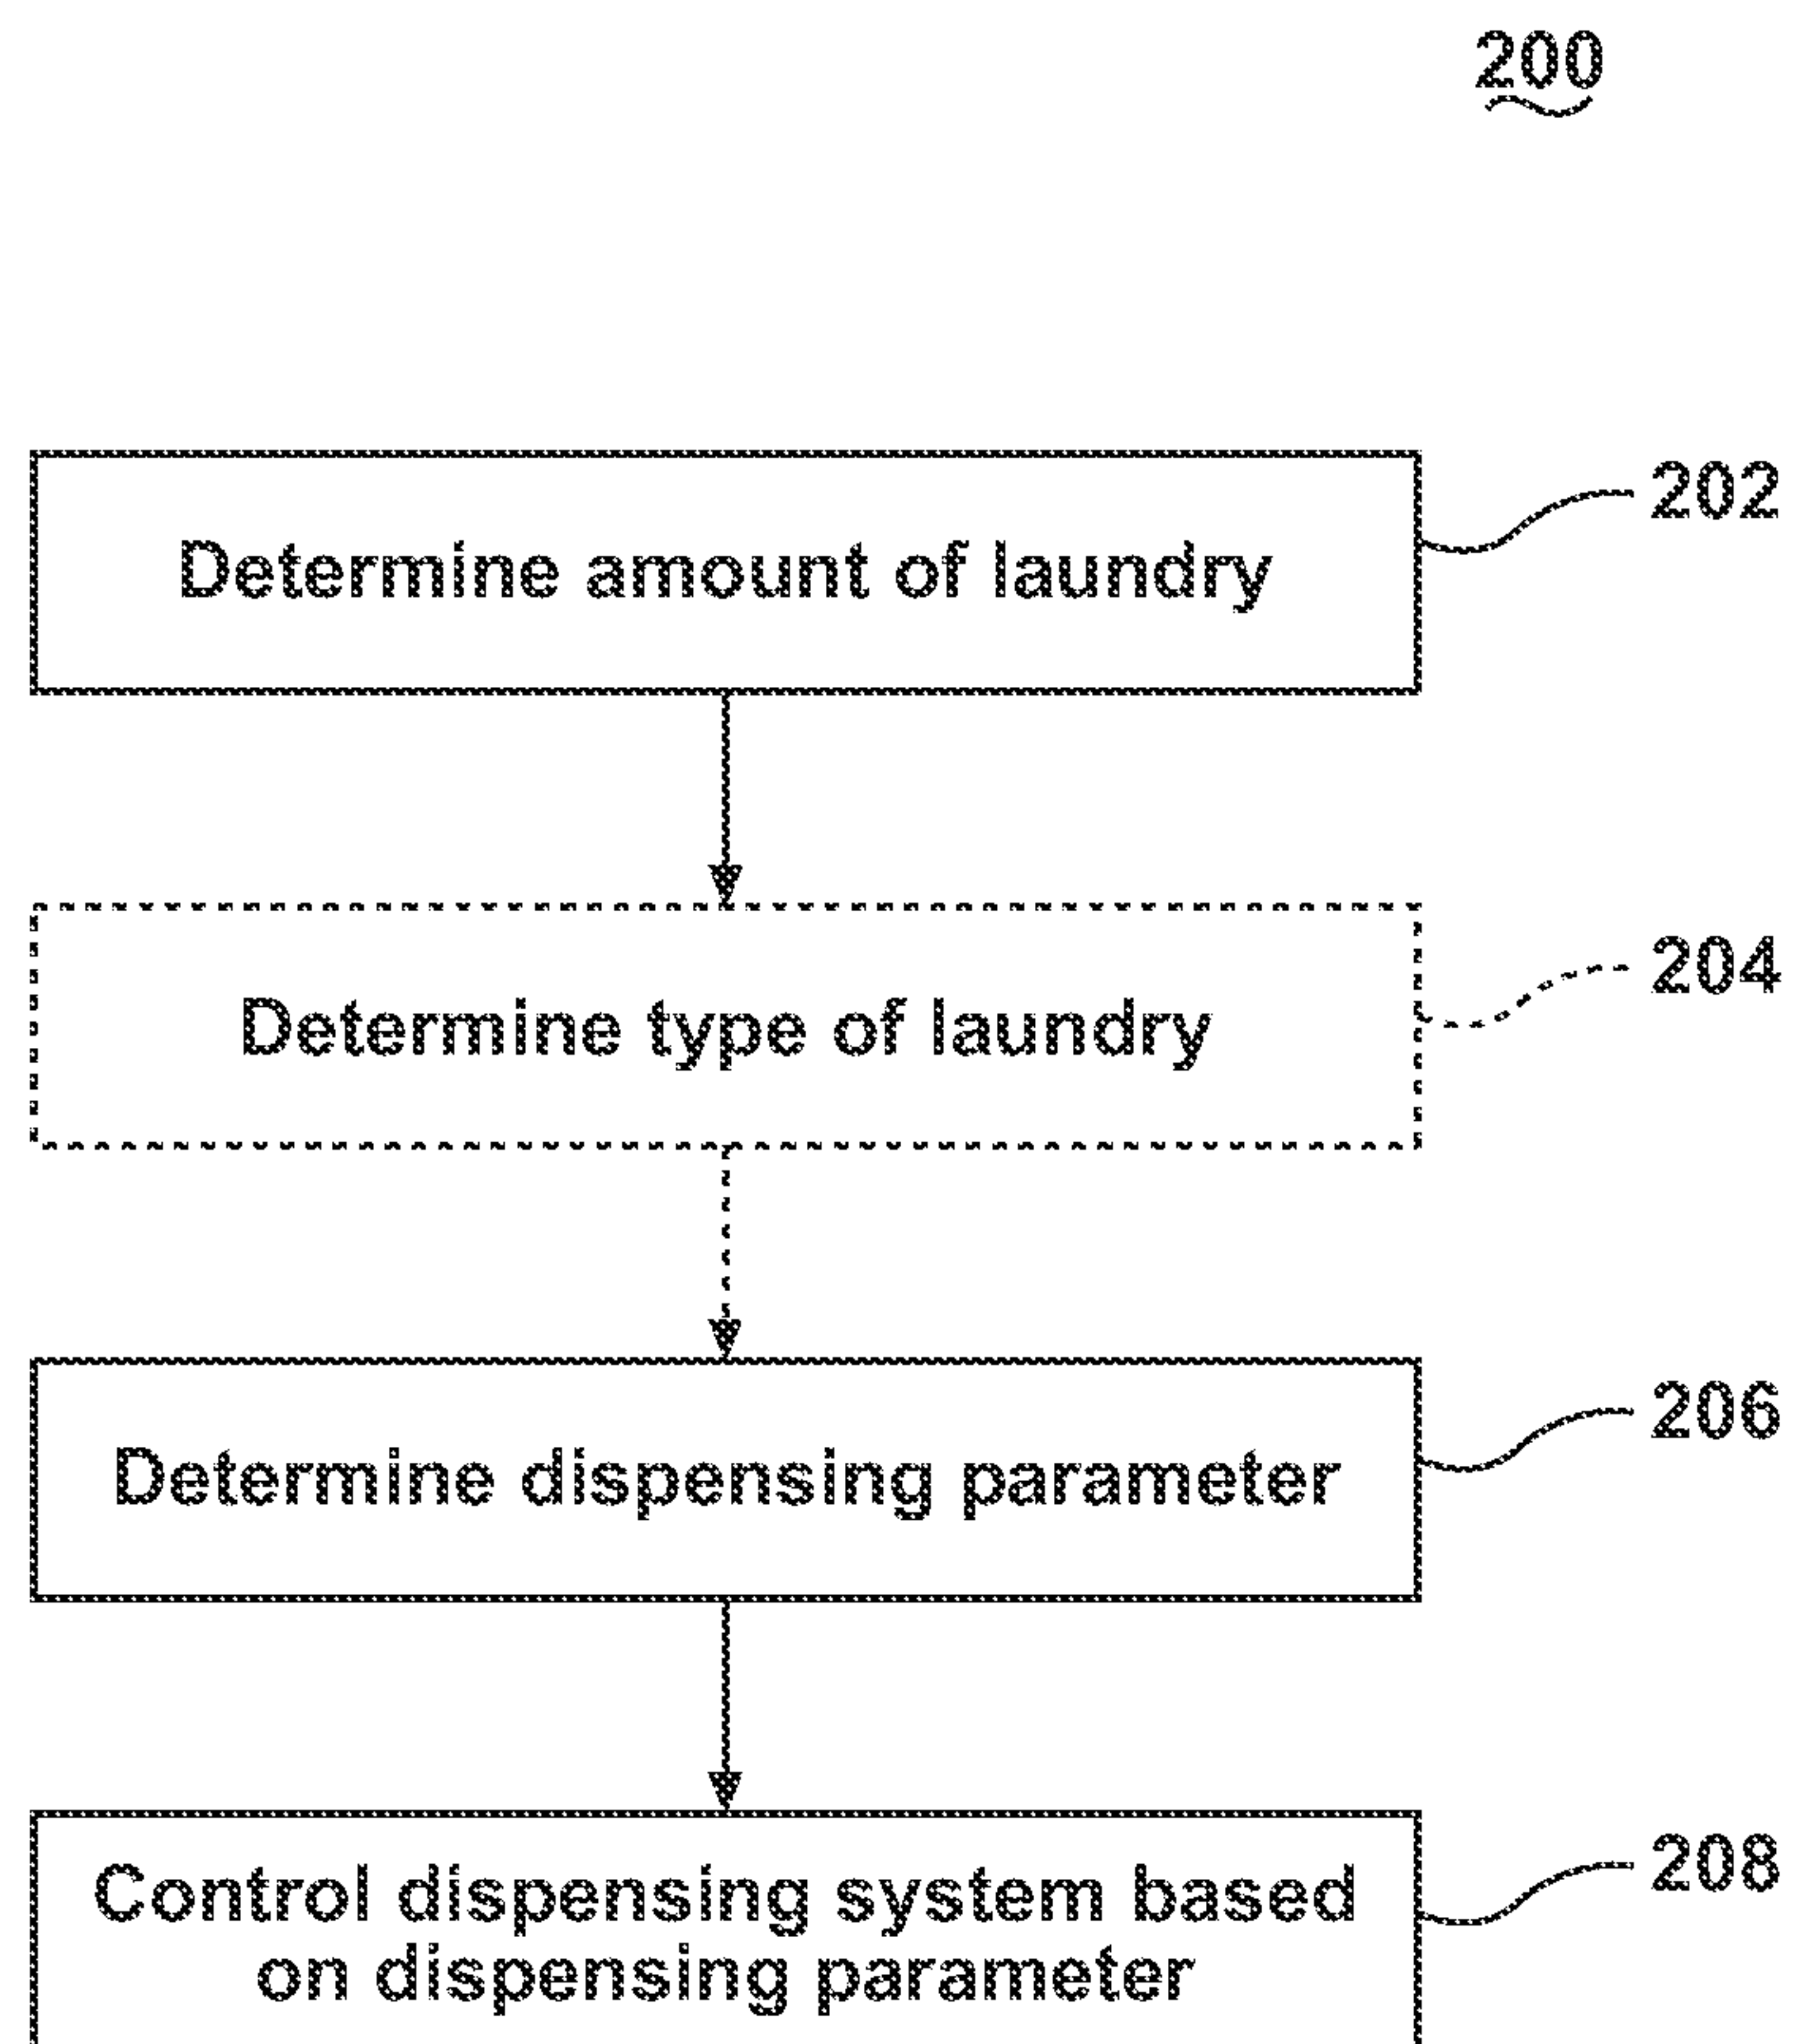 200
Determine amount of laundry
202
Determine type of laundry
204
Determine dispensing parameter
206
Control dispensing system based
on dispensing parameter
208